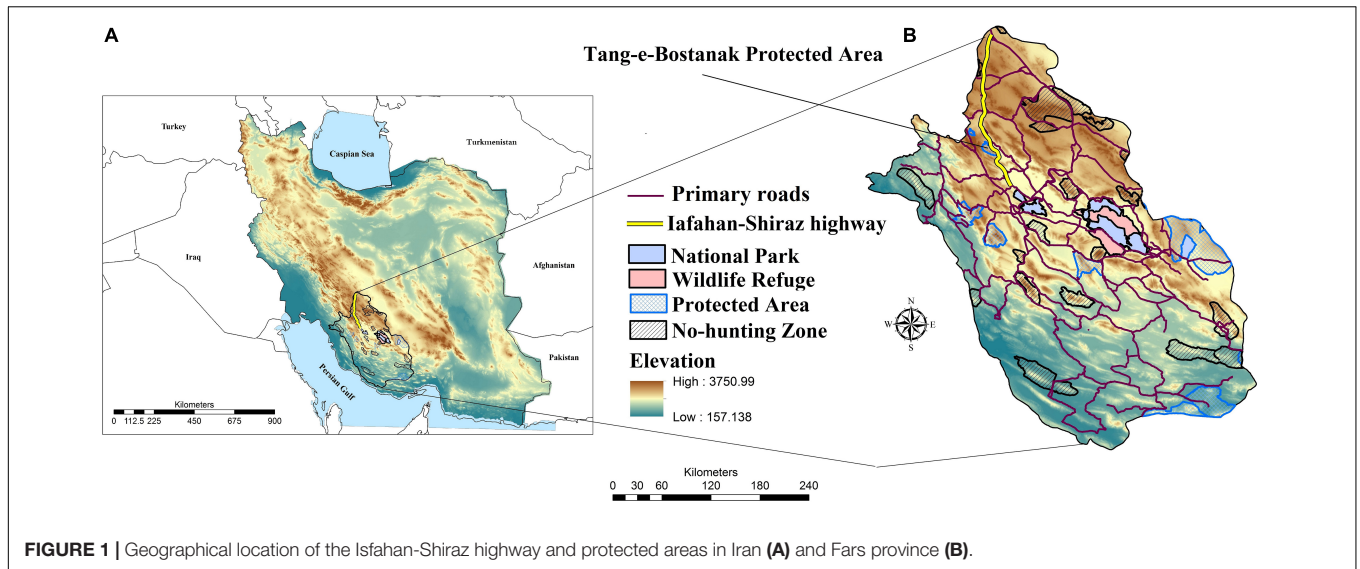 A
B
Tang-e-Bostanak Protected Area
Turkey
Caspian Sea
Turkmenistan
Iraq
Afghanistan
Pakistan
Persian Gulf
Kilometers
0 112.5 225 450 675 900
Primary roads
Iafahan-Shiraz highway
National Park
Wildlife Refuge
Protected Area
No-hunting Zone
Elevation
High : 3750.99
Low : 157.138
N
W E
S
Kilometers
0 30 60 120 180 240
FIGURE 1 | Geographical location of the Isfahan-Shiraz highway and protected areas in Iran (A) and Fars province (B).